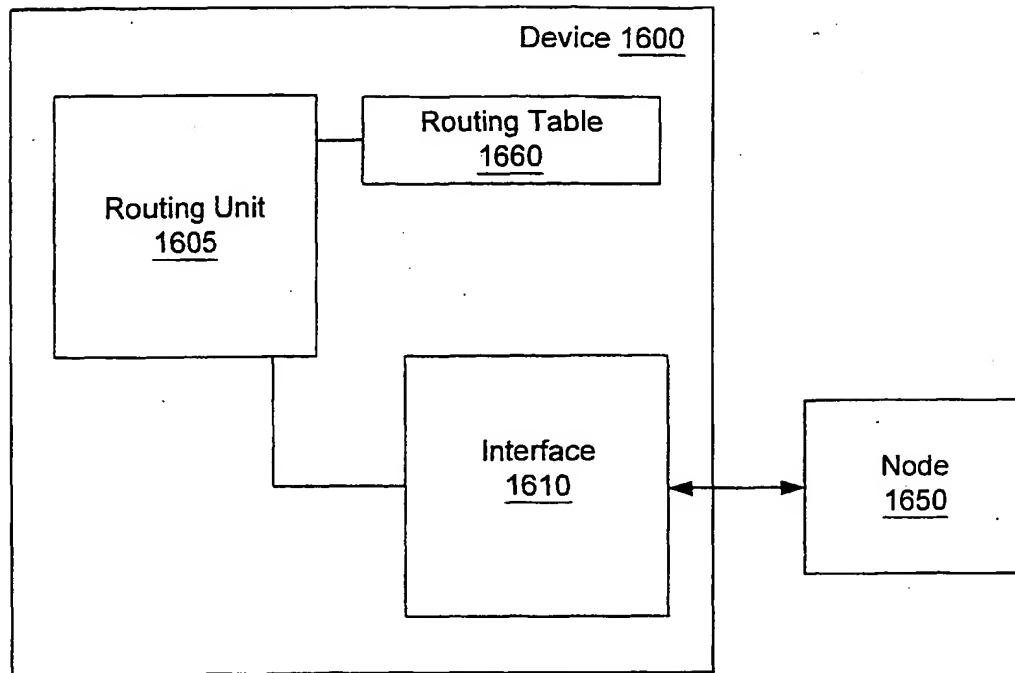 Device 1600
Routing Table
1660
Routing Unit
1605
Interface
1610
Node
1650